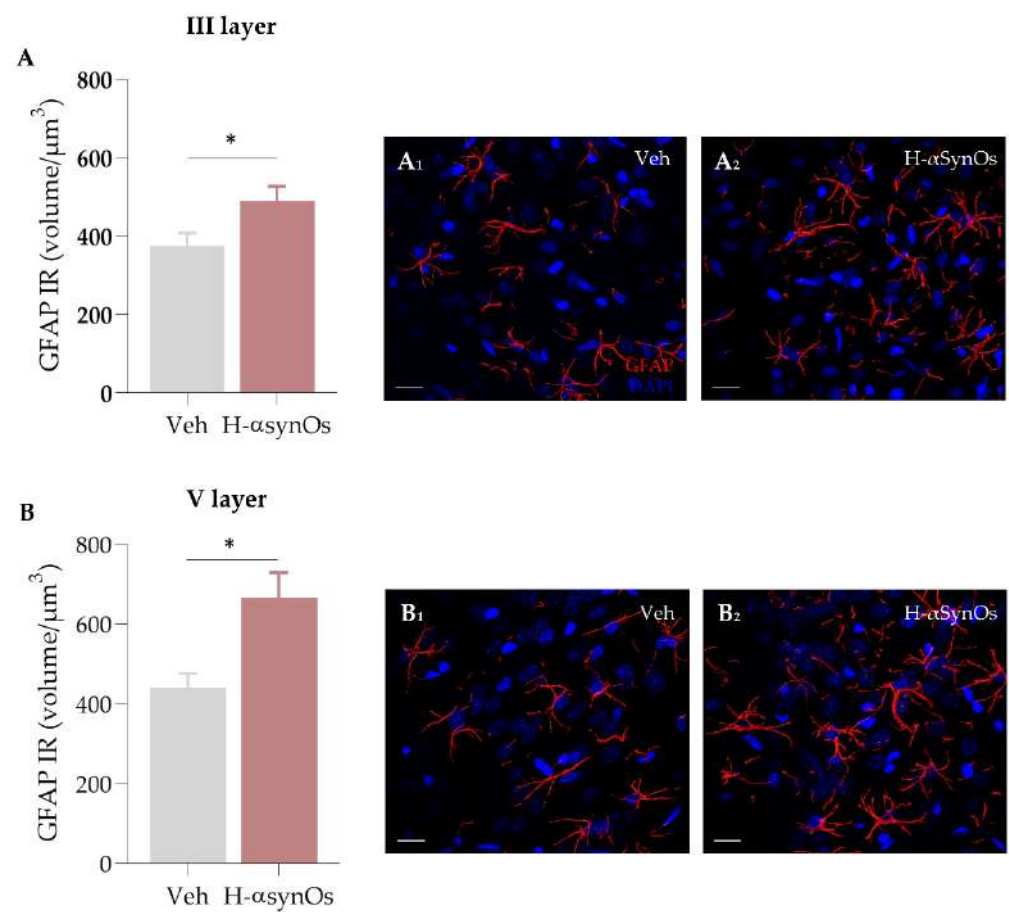 III layer
A
GFAP IR (volume/μm³)
800
600
400
200
0
*
Veh H-αsynOs
A₁
Veh
GFAP
DAPI
A₂
H-αSynOs
V layer
B
GFAP IR (volume/μm³)
800
600
400
200
0
*
Veh H-αsynOs
B₁
Veh
B₂
H-αSynOs